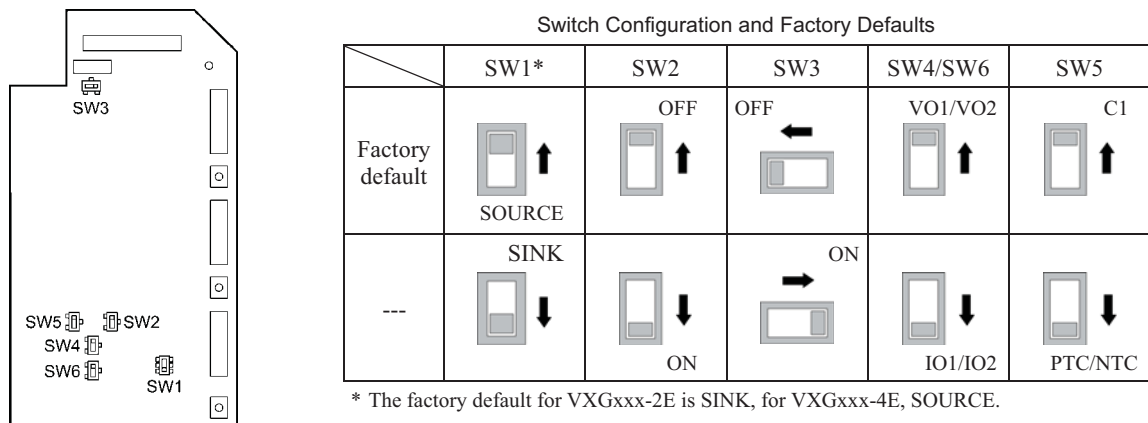 Switch Configuration and Factory Defaults
SW1* SW2 SW3 SW4/SW6 SW5
Factory default
SOURCE OFF OFF VO1/VO2 C1
---
SINK ON ON IO1/IO2 PTC/NTC
* The factory default for VXGxxx-2E is SINK, for VXGxxx-4E, SOURCE.
SW3
SW5 SW2
SW4
SW6
SW1